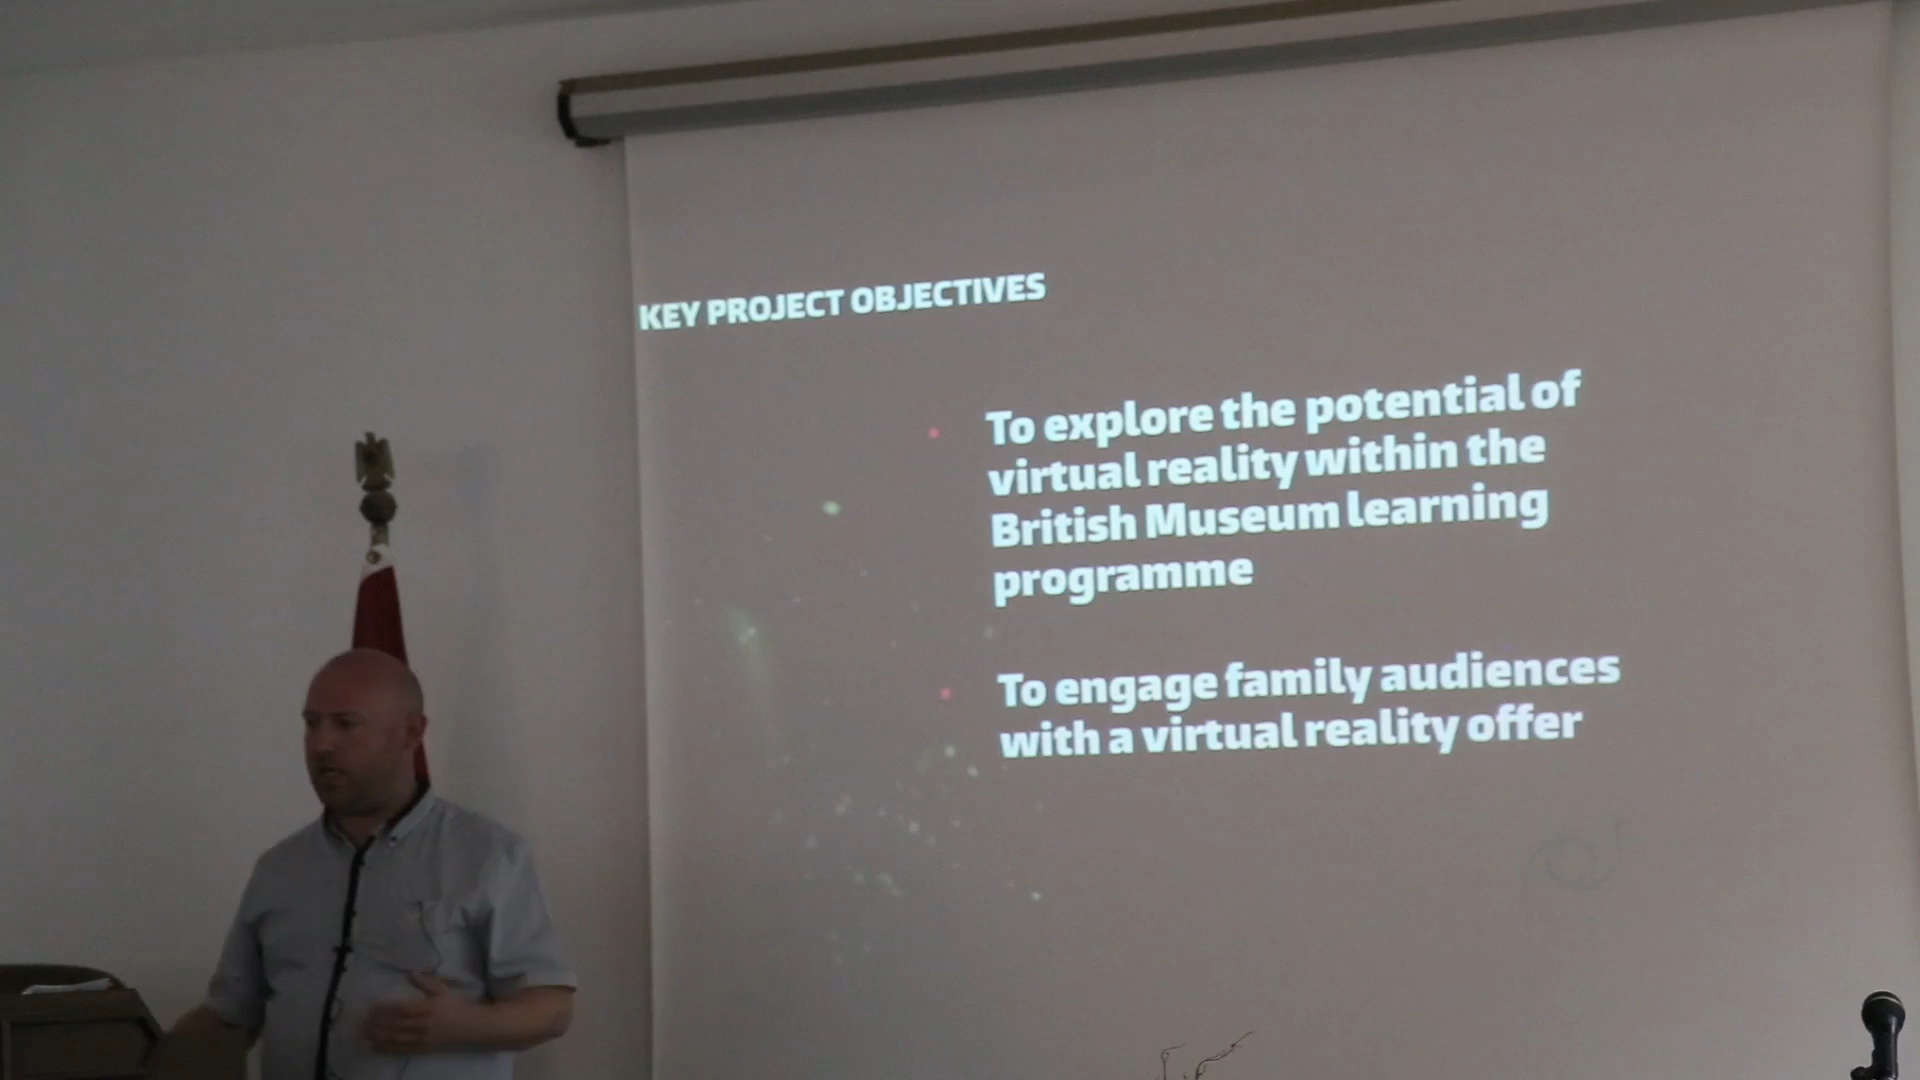 KEY PROJECT OBJECTIVES
To explore the potential of
virtual reality within the
British Museum learning
programme
To engage family audiences
with a virtual reality offer